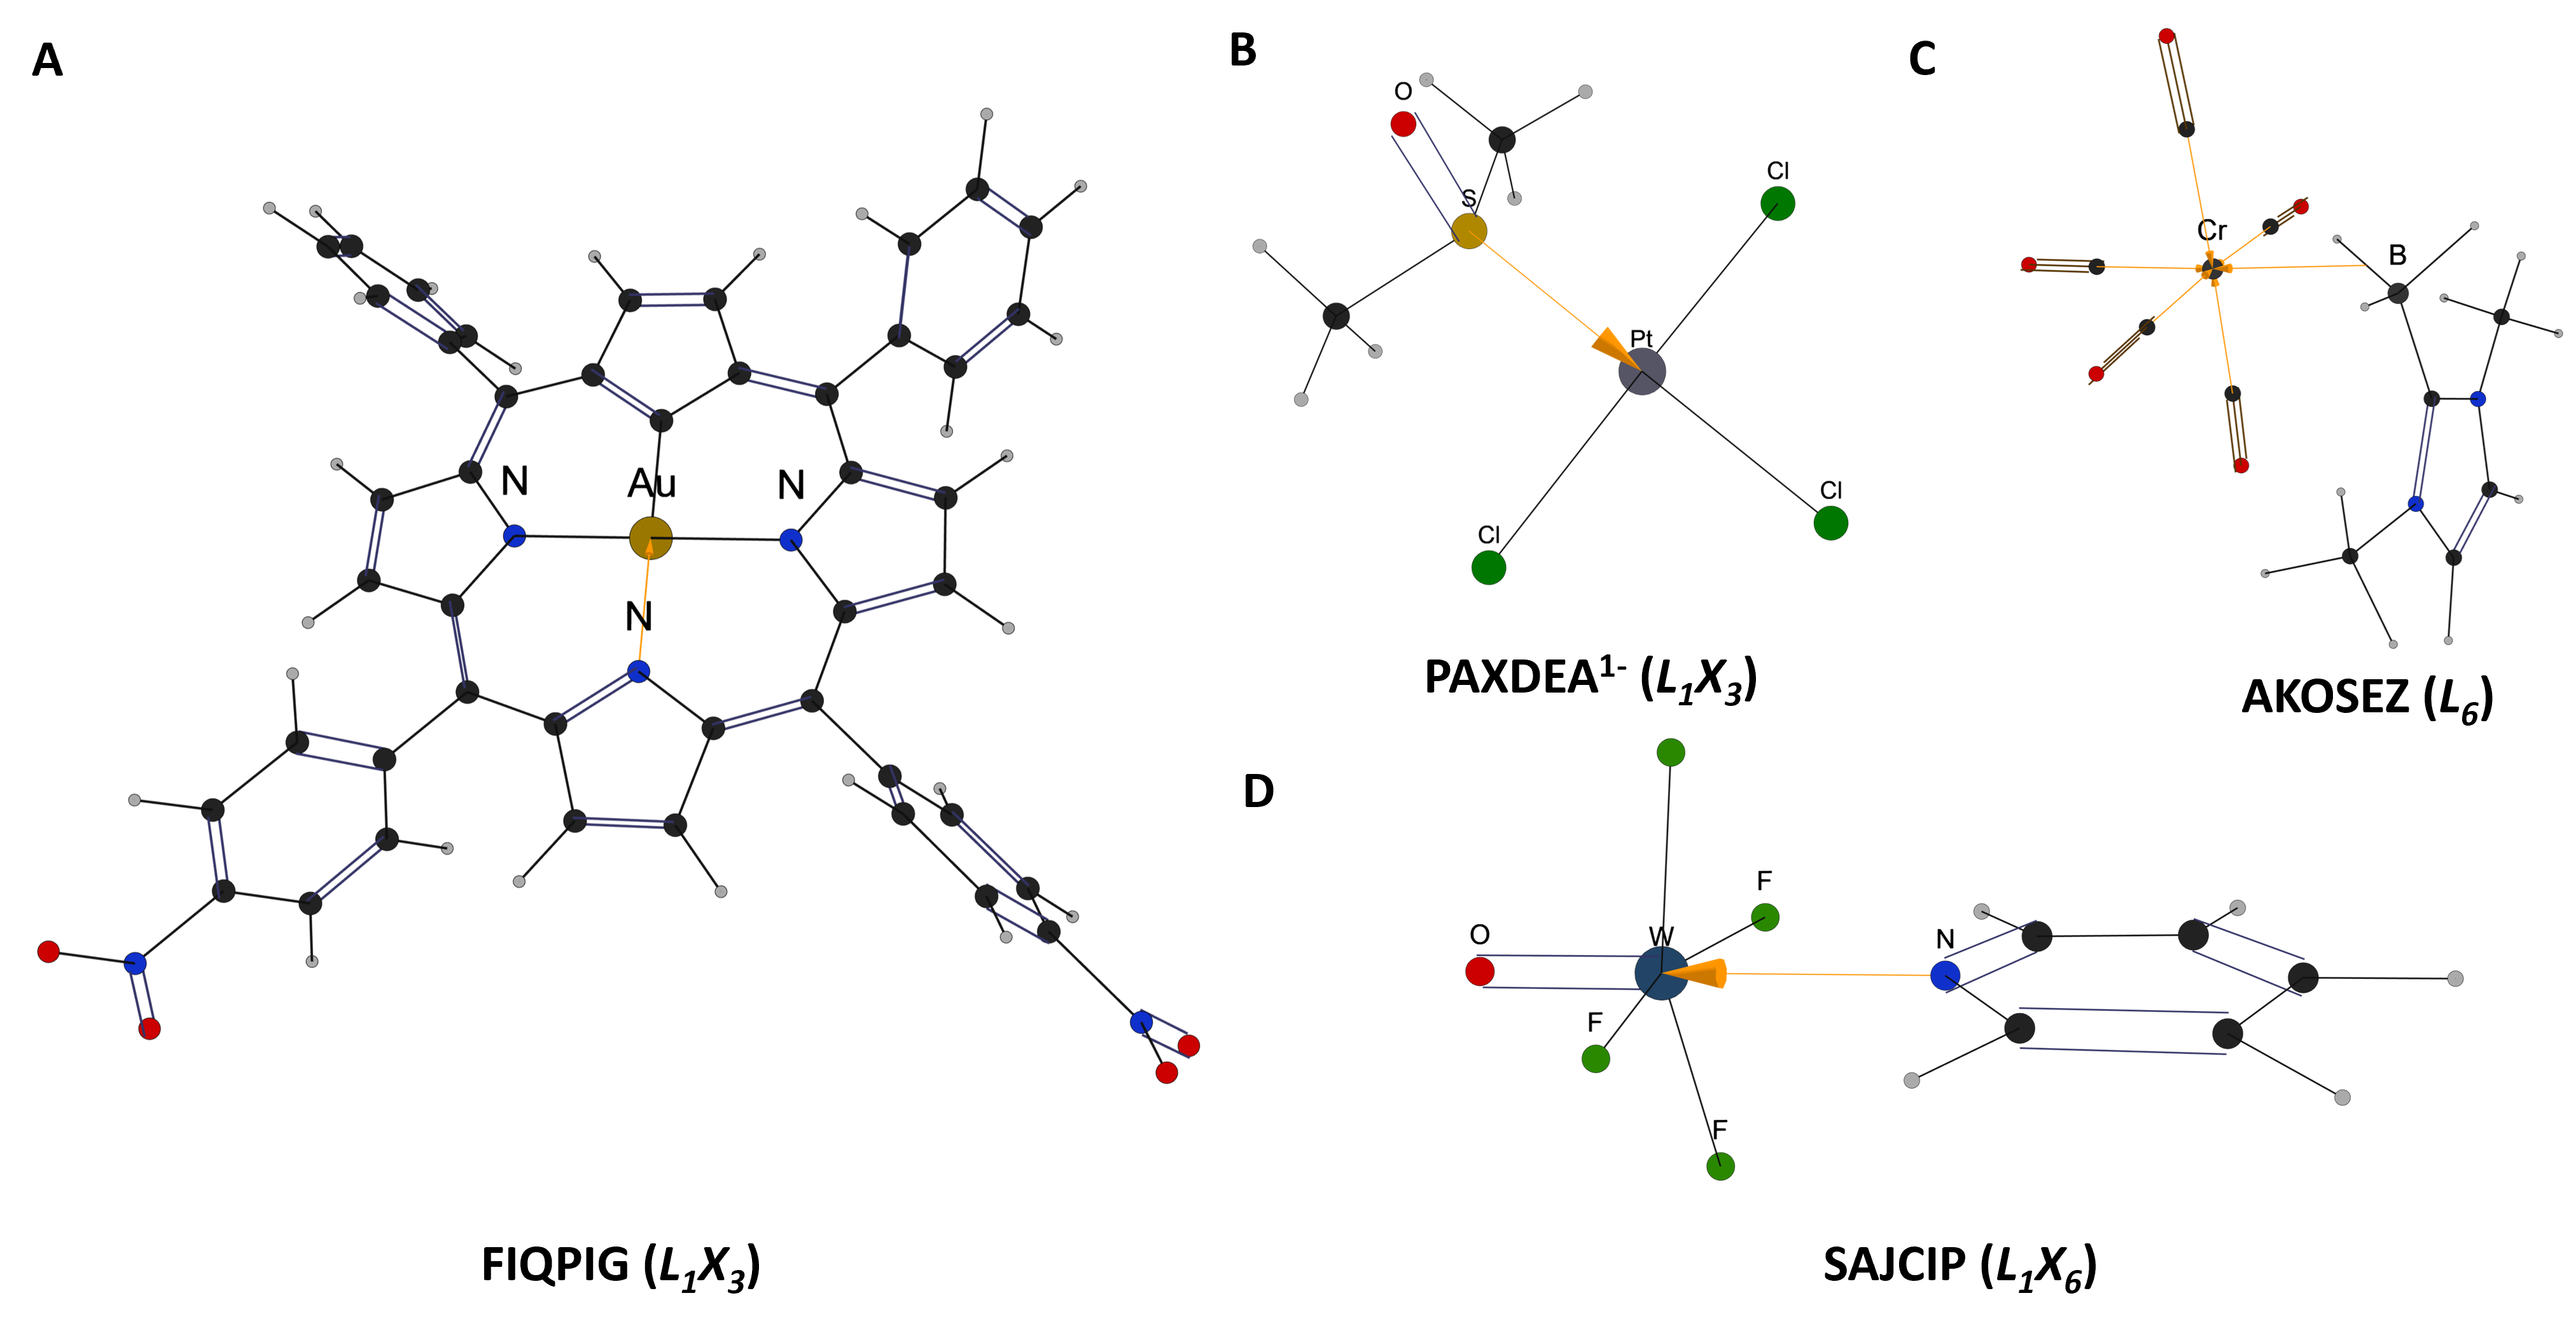 A
N
Au
N
N
FIQPIG (L₁X₃)
B
O
S
Cl
Pt
Cl
Cl
PAXDEA¹⁻ (L₁X₃)
C
Cr
B
AKOSEZ (L₆)
D
F
O
W
N
F
F
SAJCIP (L₁X₆)